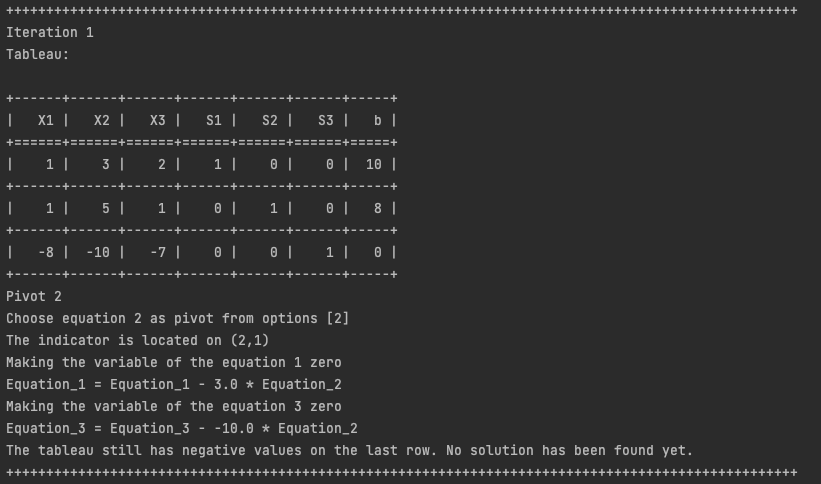 +++++++++++++++++++++++++++++++++++++++++++++++++++++++++++++++++++++++++++++++++++++++++++++++++++
Iteration 1
Tableau:
+------+------+------+------+------+------+-----+
|   X1 |   X2 |   X3 |   S1 |   S2 |   S3 |   b |
+======+======+======+======+======+======+=====+
|    1 |    3 |    2 |    1 |    0 |    0 |  10 |
+------+------+------+------+------+------+-----+
|    1 |    5 |    1 |    0 |    1 |    0 |   8 |
+------+------+------+------+------+------+-----+
|   -8 |  -10 |   -7 |    0 |    0 |    1 |   0 |
+------+------+------+------+------+------+-----+
Pivot 2
Choose equation 2 as pivot from options [2]
The indicator is located on (2,1)
Making the variable of the equation 1 zero
Equation_1 = Equation_1 - 3.0 * Equation_2
Making the variable of the equation 3 zero
Equation_3 = Equation_3 - -10.0 * Equation_2
The tableau still has negative values on the last row. No solution has been found yet.
+++++++++++++++++++++++++++++++++++++++++++++++++++++++++++++++++++++++++++++++++++++++++++++++++++